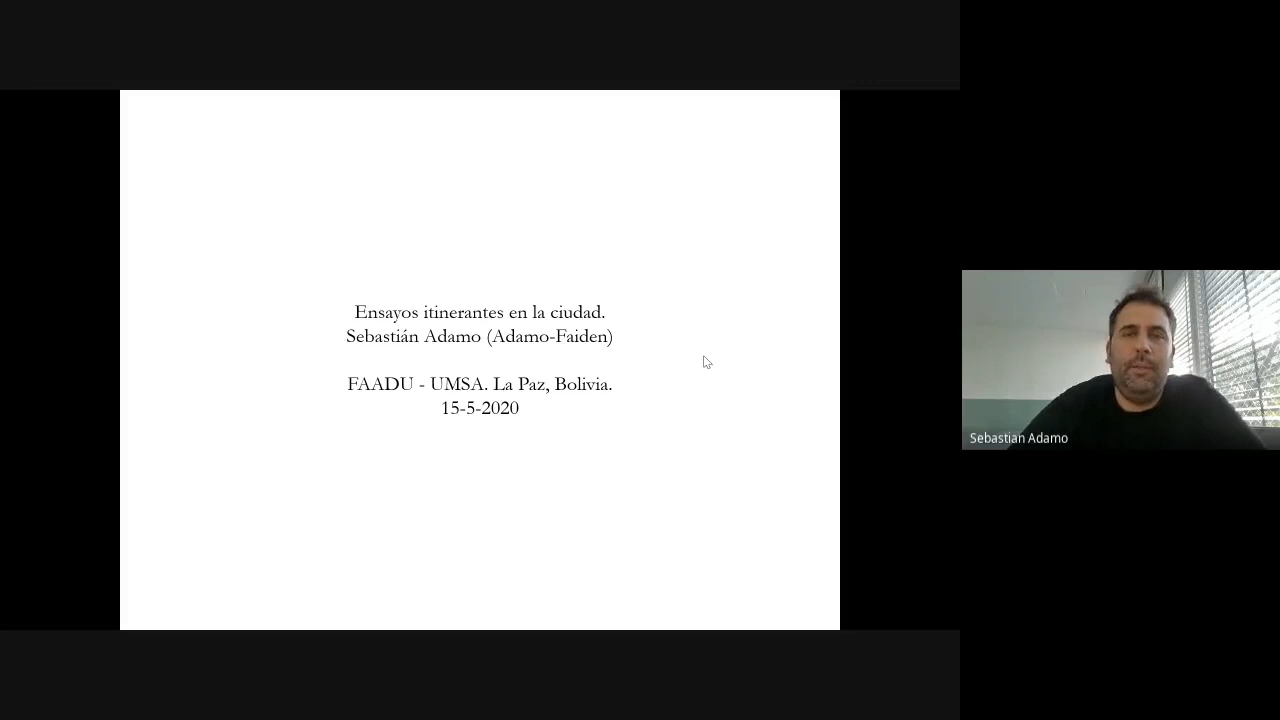 Ensayos itinerantes en la ciudad.
Sebastián Adamo (Adamo-Faiden)
FAADU - UMSA. La Paz, Bolivia.
15-5-2020
Sebastian Adamo